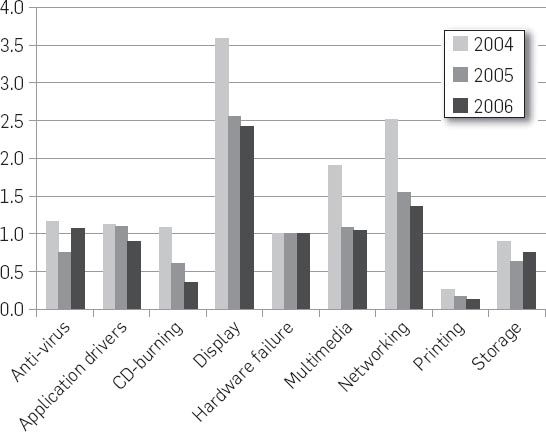 4.0
3.5
3.0
2.5
2.0
1.5
1.0
0.5
0.0
2004
2005
2006
Anti-virus
Application drivers
CD-burning
Display
Hardware failure
Multimedia
Networking
Printing
Storage